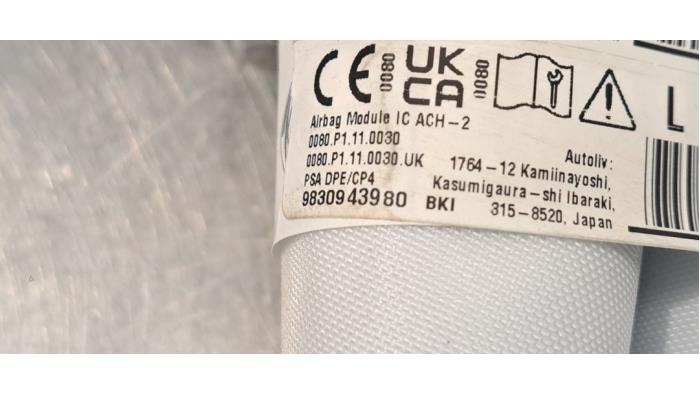 CE 0080 UK CA 0080
L
Airbag Module IC ACH-2
0080.P1.11.0030
0080.P1.11.0030.UK
PSA DPE/CP4
9830943980 BKI
Autoliv:
1764-12 Kamiinayoshi,
Kasumigaura-shi Ibaraki,
315-8520, Japan